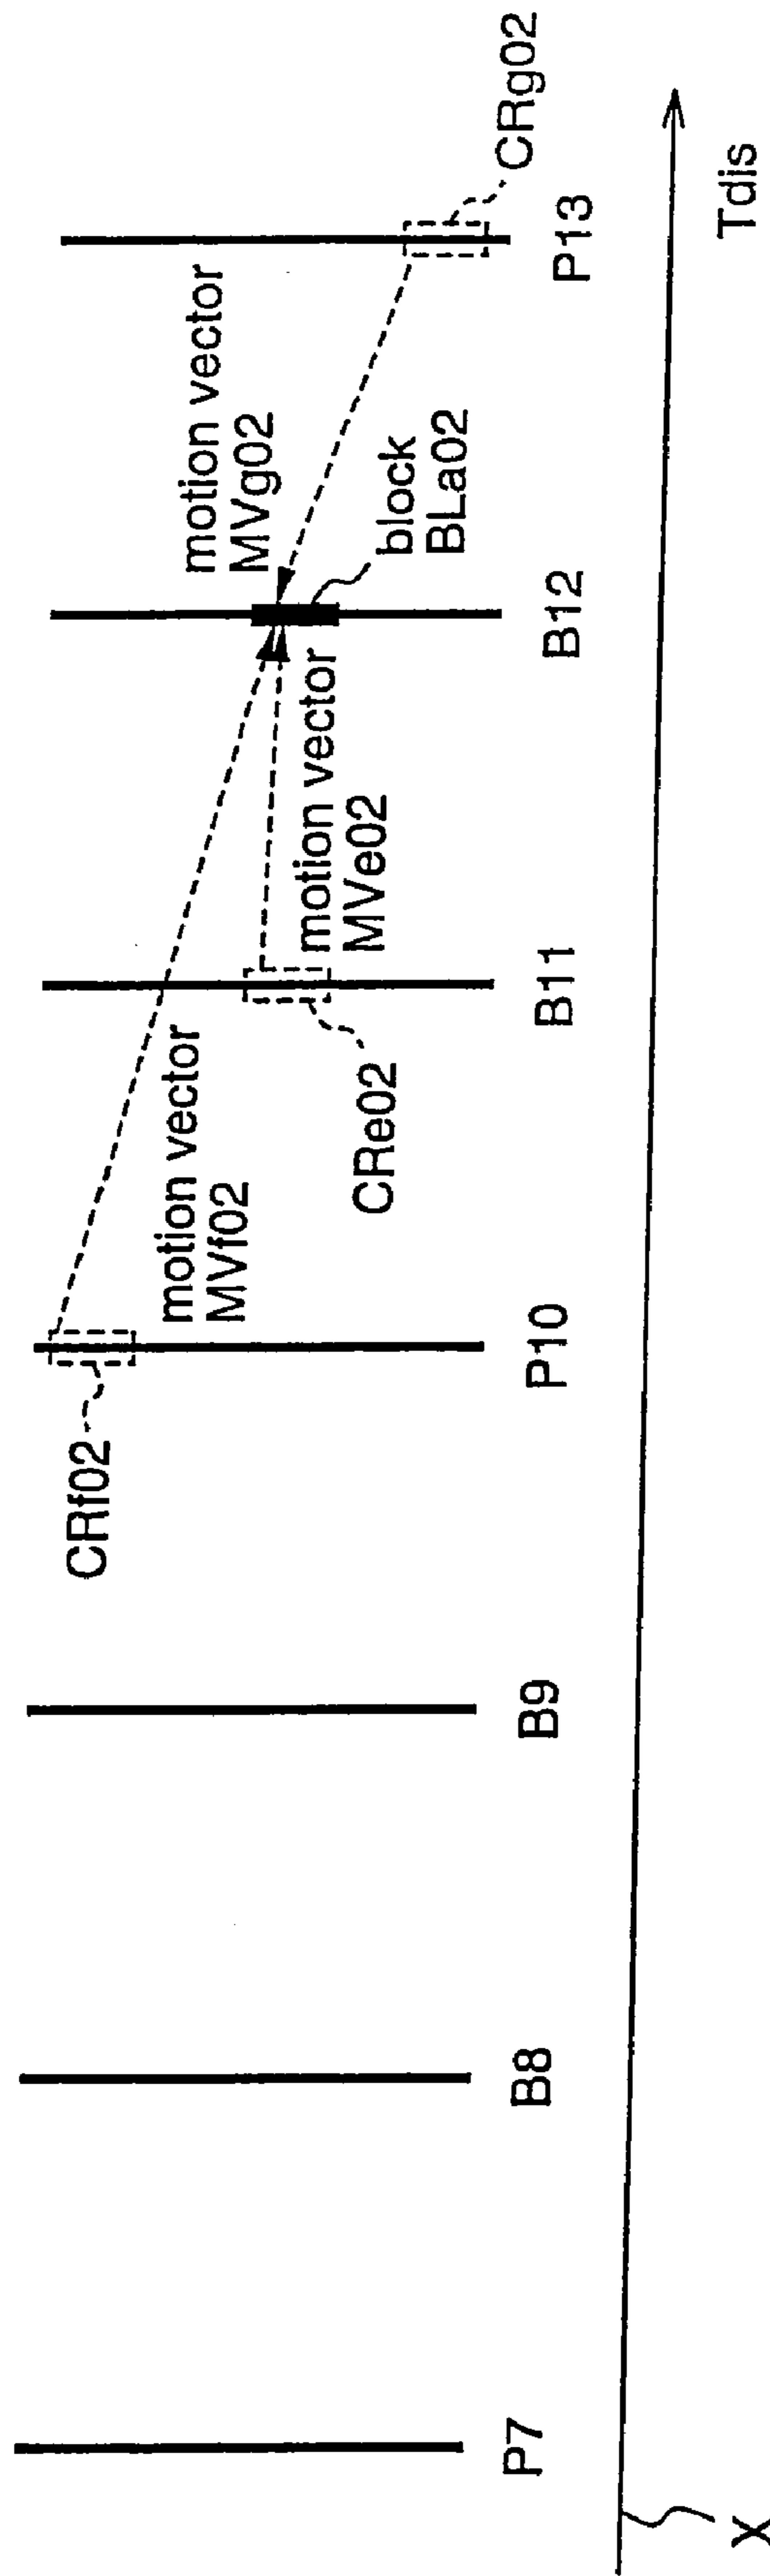 motion vector
MVg02
CRg02
motion vector
MVf02
block
BLa02
motion vector
MVe02
CRf02
CRe02
P7
B8
B9
P10
B11
B12
P13
X
Tdis